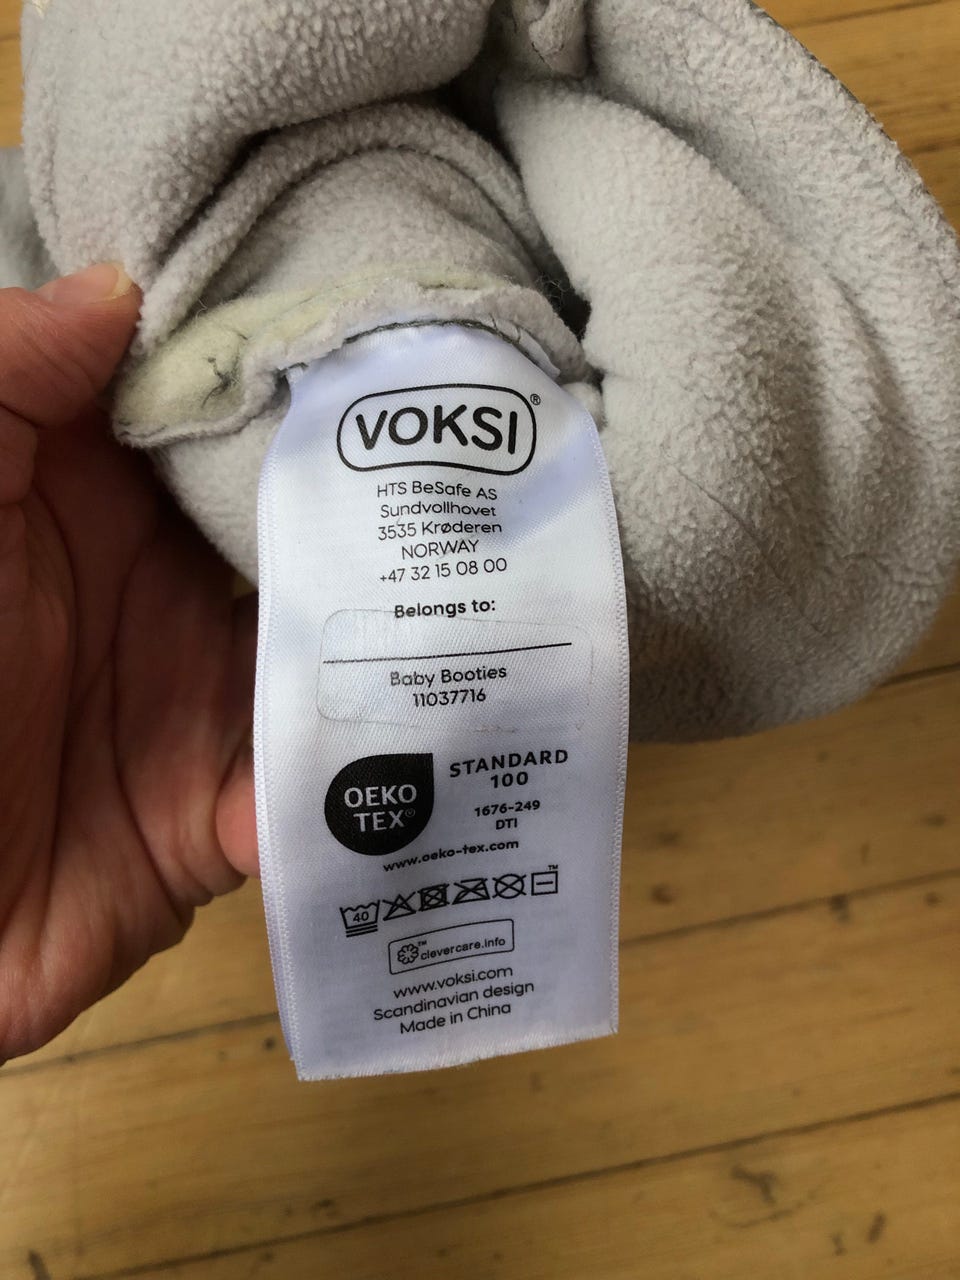 VOKSI®
HTS BeSafe AS
Sundvollhovet
3535 Krøderen
NORWAY
+47 32 15 08 00
Belongs to:
Baby Booties
11037716
OEKO
TEX®
STANDARD
100
1676-249
DTI
www.oeko-tex.com
40
™
™ clevercare.info
www.voksi.com
Scandinavian design
Made in China